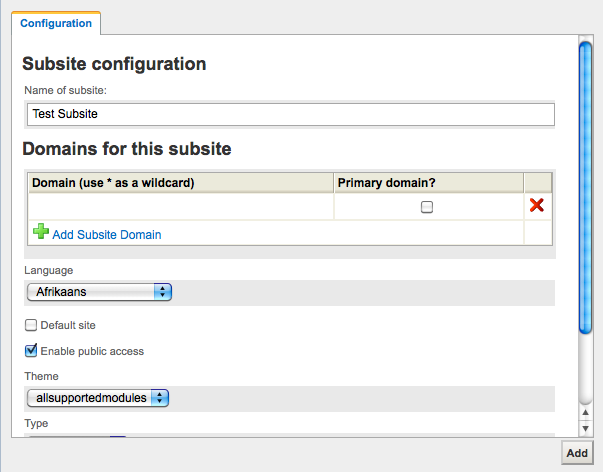 Configuration
Subsite configuration
Name of subsite:
Test Subsite
Domains for this subsite
Domain (use * as a wildcard) Primary domain?
Add Subsite Domain
Language
Afrikaans
Default site
Enable public access
Theme
allsupportedmodules
Type
Add